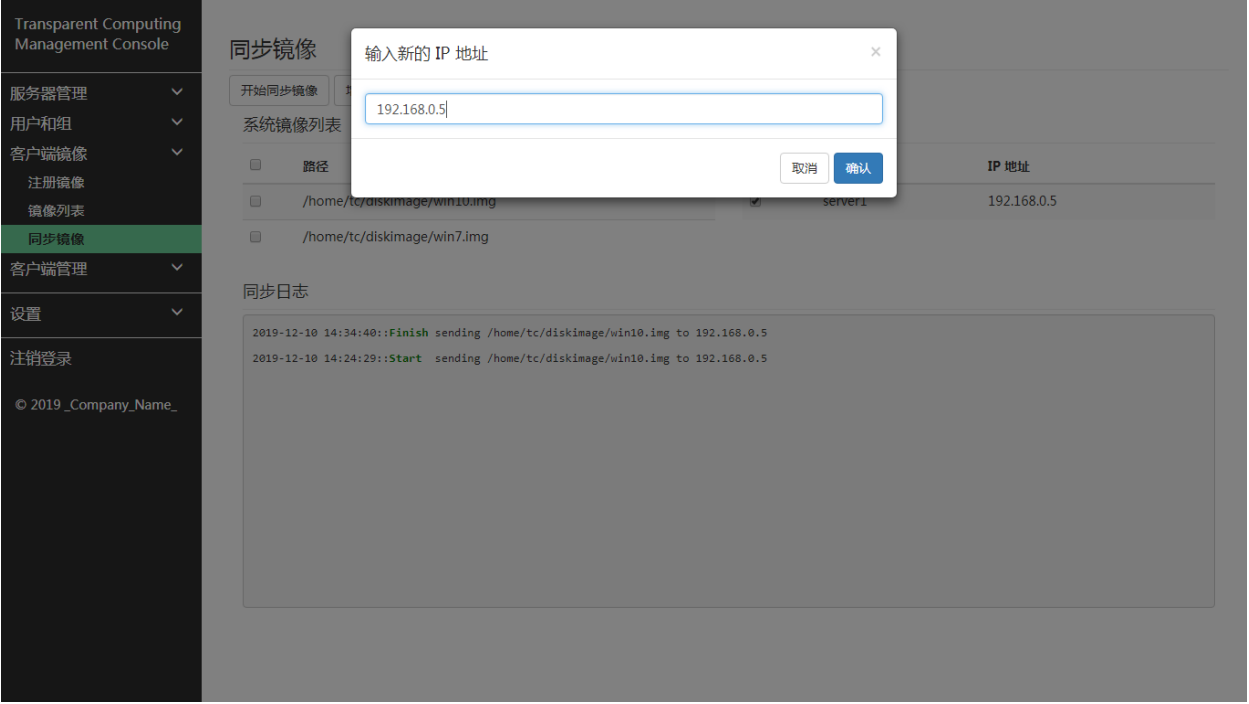 Transparent Computing
Management Console
服务器管理
用户和组
客户端镜像
注册镜像
镜像列表
同步镜像
客户端管理
设置
注销登录
© 2019 _Company_Name_
同步镜像
输入新的 IP 地址
×
192.168.0.5
取消
确认
开始同步镜像
系统镜像列表
路径
IP 地址
/home/tc/diskimage/win10.img
server1
192.168.0.5
/home/tc/diskimage/win7.img
同步日志
2019-12-10 14:34:40::Finish sending /home/tc/diskimage/win10.img to 192.168.0.5
2019-12-10 14:24:29::Start sending /home/tc/diskimage/win10.img to 192.168.0.5